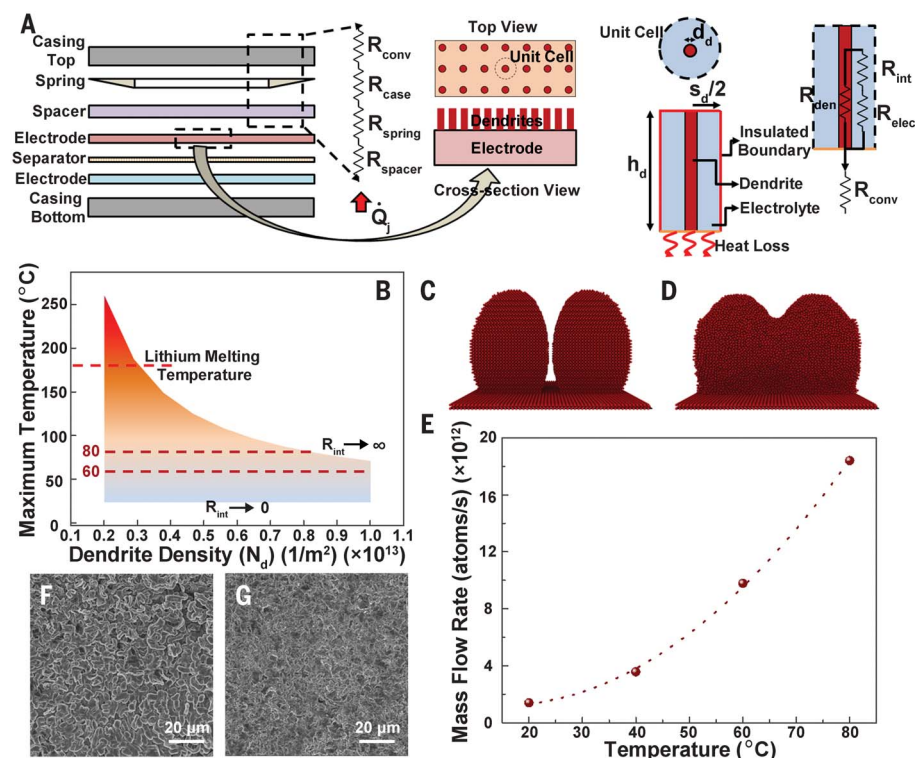 A
Casing
Top
Spring
Spacer
Electrode
Separator
Electrode
Casing
Bottom
R_conv
R_case
R_spring
R_spacer
Q̇_j
Top View
Unit Cell
Dendrites
Electrode
Cross-section View
Unit Cell
d_d
s_d/2
h_d
Insulated
Boundary
Dendrite
Electrolyte
Heat Loss
R_den
R_int
R_elec
R_conv
B
Maximum Temperature (°C)
250
200
150
100
80
60
50
0
Lithium Melting
Temperature
R_int → ∞
R_int → 0
0.1 0.2 0.3 0.4 0.5 0.6 0.7 0.8 0.9 1.0 1.1
Dendrite Density (N_d) (1/m²) (×10¹³)
C
D
E
Mass Flow Rate (atoms/s) (×10¹²)
20
16
12
8
4
0
20 30 40 50 60 70 80
Temperature (°C)
F
20 μm
G
20 μm